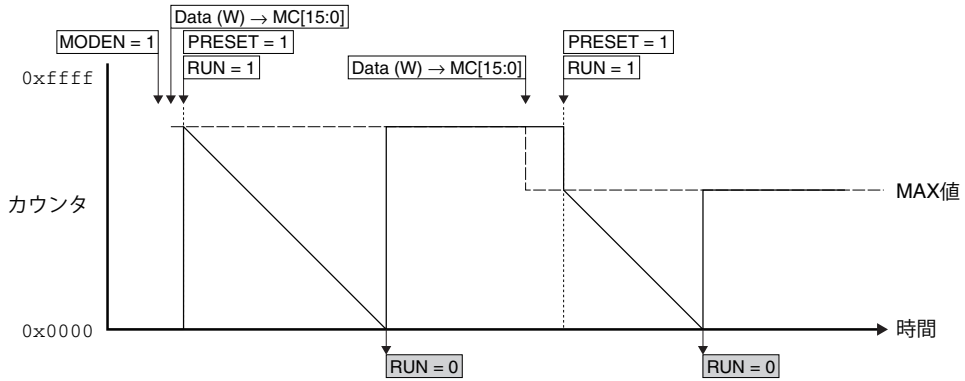 Data (W) → MC[15:0]
MODEN = 1
PRESET = 1
PRESET = 1
RUN = 1
Data (W) → MC[15:0]
RUN = 1
0xffff
カウンタ
MAX値
0x0000
時間
RUN = 0
RUN = 0